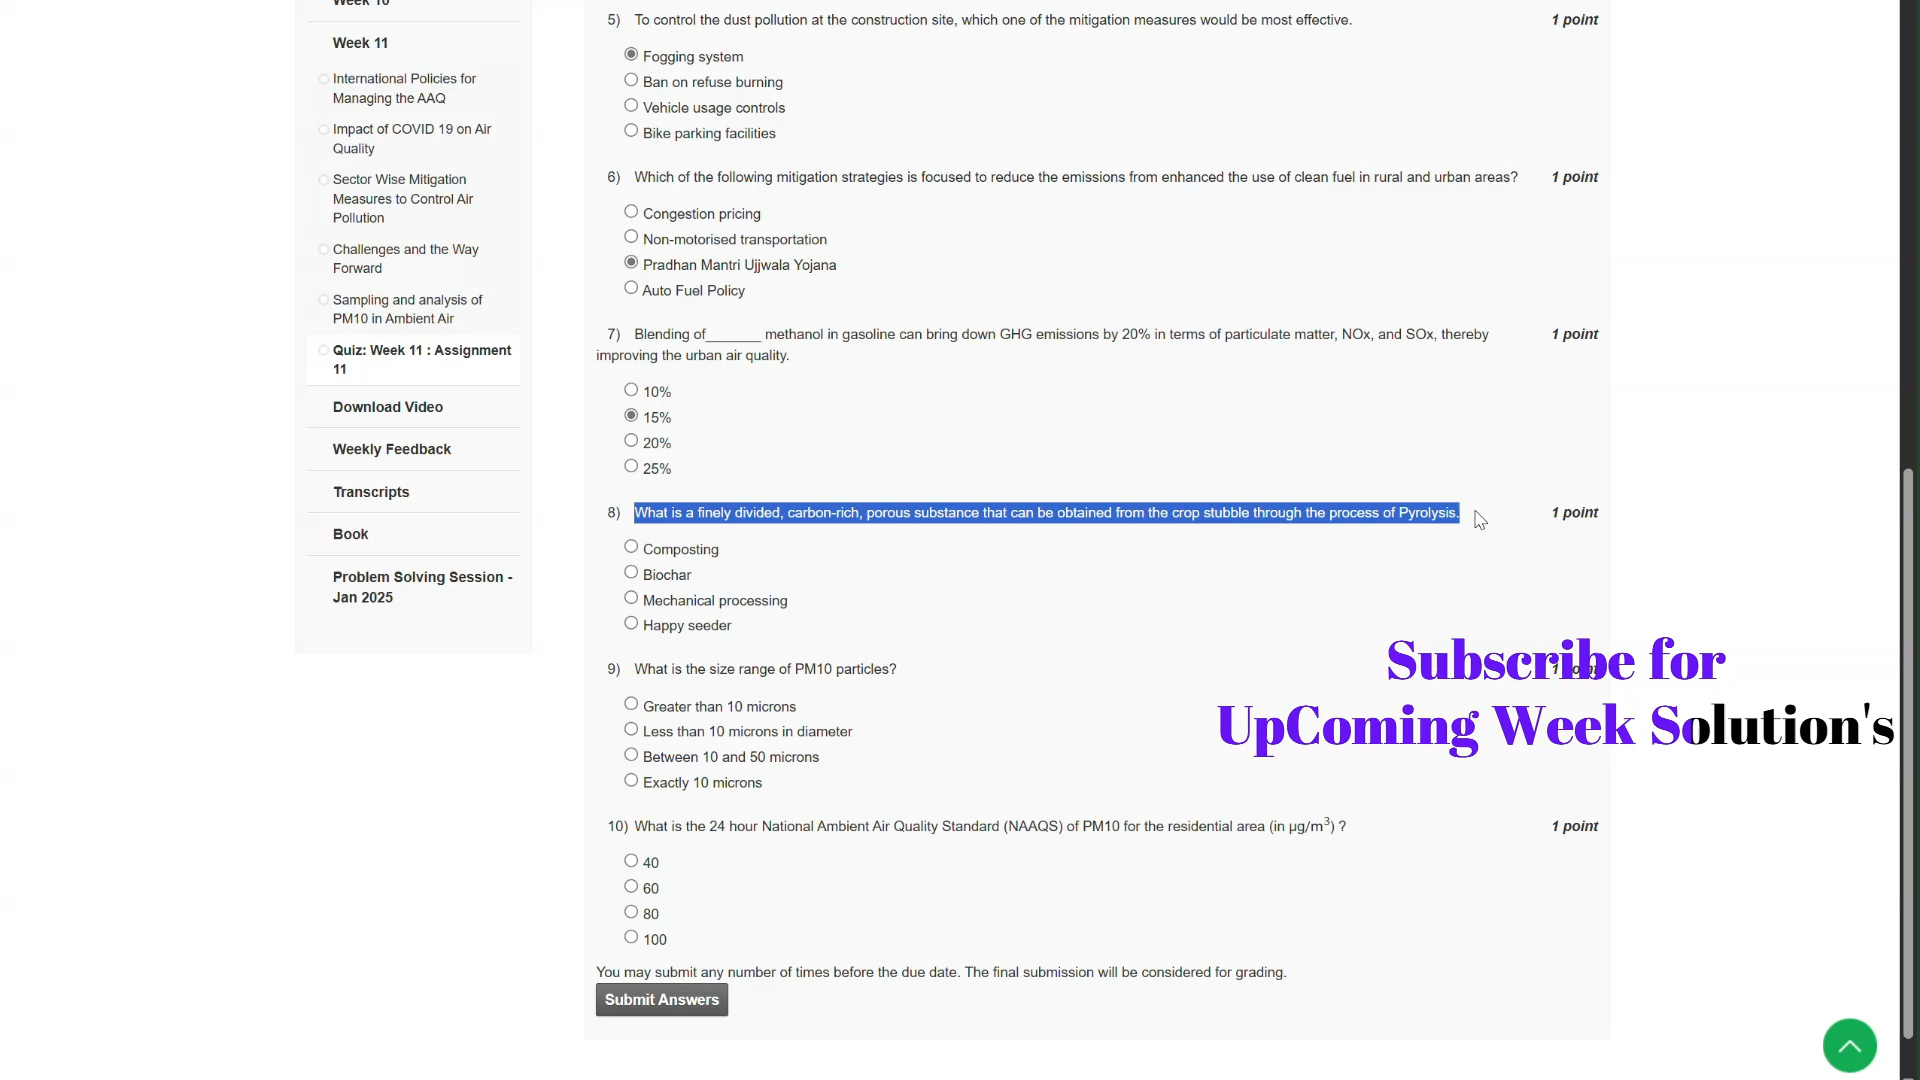 Week 10
Week 11
International Policies for
Managing the AAQ
Impact of COVID 19 on Air
Quality
Sector Wise Mitigation
Measures to Control Air
Pollution
Challenges and the Way
Forward
Sampling and analysis of
PM10 in Ambient Air
Quiz: Week 11 : Assignment
11
Download Video
Weekly Feedback
Transcripts
Book
Problem Solving Session -
Jan 2025
5) To control the dust pollution at the construction site, which one of the mitigation measures would be most effective. 1 point
Fogging system
Ban on refuse burning
Vehicle usage controls
Bike parking facilities
6) Which of the following mitigation strategies is focused to reduce the emissions from enhanced the use of clean fuel in rural and urban areas? 1 point
Congestion pricing
Non-motorised transportation
Pradhan Mantri Ujjwala Yojana
Auto Fuel Policy
7) Blending of_______ methanol in gasoline can bring down GHG emissions by 20% in terms of particulate matter, NOx, and SOx, thereby 1 point
improving the urban air quality.
10%
15%
20%
25%
8) What is a finely divided, carbon-rich, porous substance that can be obtained from the crop stubble through the process of Pyrolysis. 1 point
Composting
Biochar
Mechanical processing
Happy seeder
9) What is the size range of PM10 particles? 1 point
Greater than 10 microns
Less than 10 microns in diameter
Between 10 and 50 microns
Exactly 10 microns
Subscribe for
UpComing Week Solution's
10) What is the 24 hour National Ambient Air Quality Standard (NAAQS) of PM10 for the residential area (in µg/m³) ? 1 point
40
60
80
100
You may submit any number of times before the due date. The final submission will be considered for grading.
Submit Answers